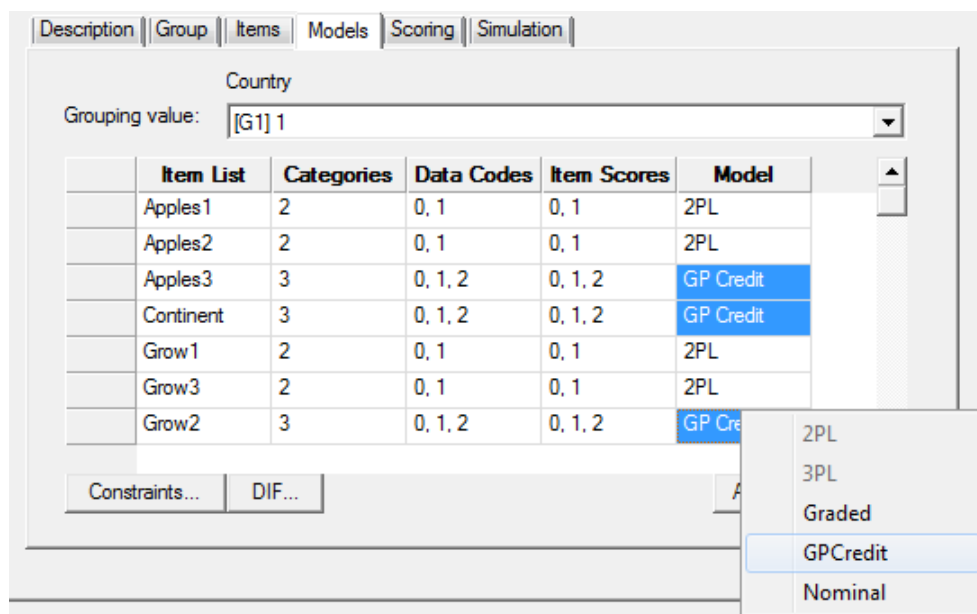 Description Group Items Models Scoring Simulation
Country
Grouping value: [G1] 1
Item List Categories Data Codes Item Scores Model
Apples1 2 0, 1 0, 1 2PL
Apples2 2 0, 1 0, 1 2PL
Apples3 3 0, 1, 2 0, 1, 2 GP Credit
Continent 3 0, 1, 2 0, 1, 2 GP Credit
Grow1 2 0, 1 0, 1 2PL
Grow3 2 0, 1 0, 1 2PL
Grow2 3 0, 1, 2 0, 1, 2 GP Cre
Constraints... DIF... A
2PL
3PL
Graded
GPCredit
Nominal